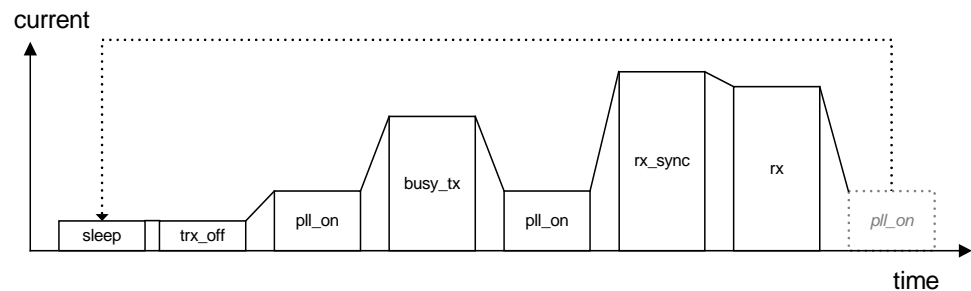 current
sleep
trx_off
pll_on
busy_tx
pll_on
rx_sync
rx
pll_on
time